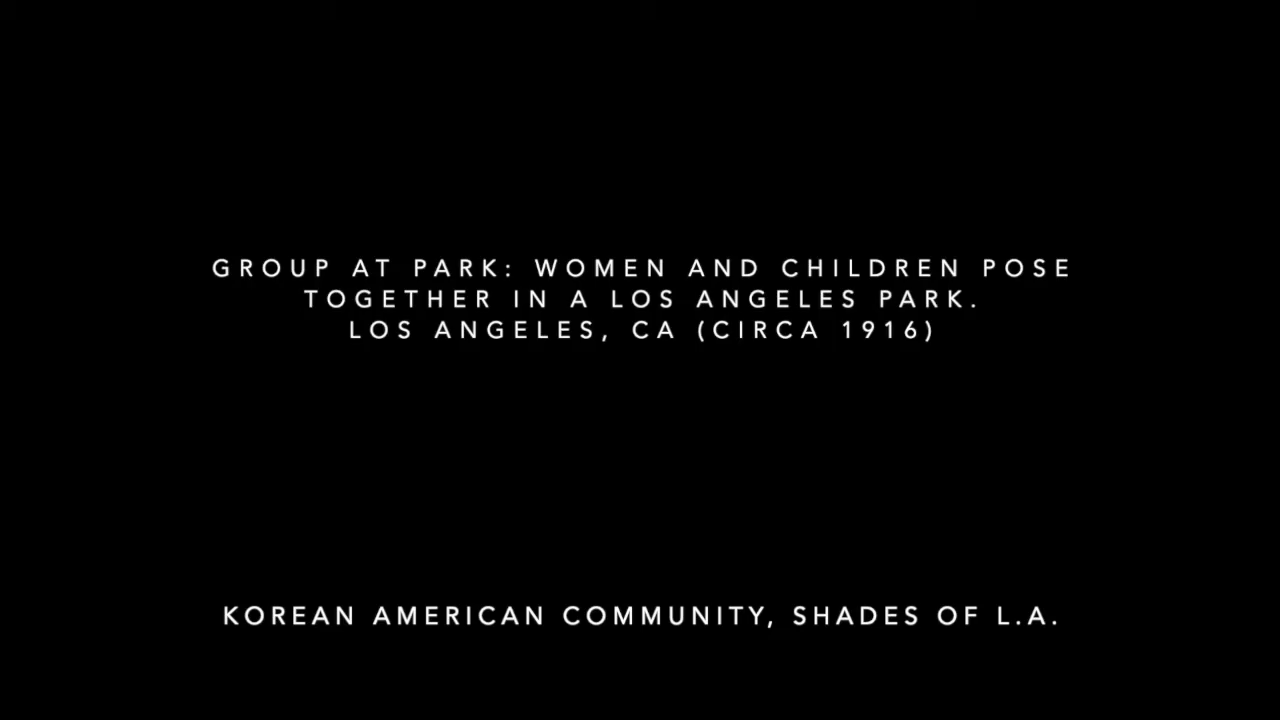 GROUP AT PARK: WOMEN AND CHILDREN POSE
TOGETHER IN A LOS ANGELES PARK.
LOS ANGELES, CA (CIRCA 1916)
KOREAN AMERICAN COMMUNITY, SHADES OF L.A.